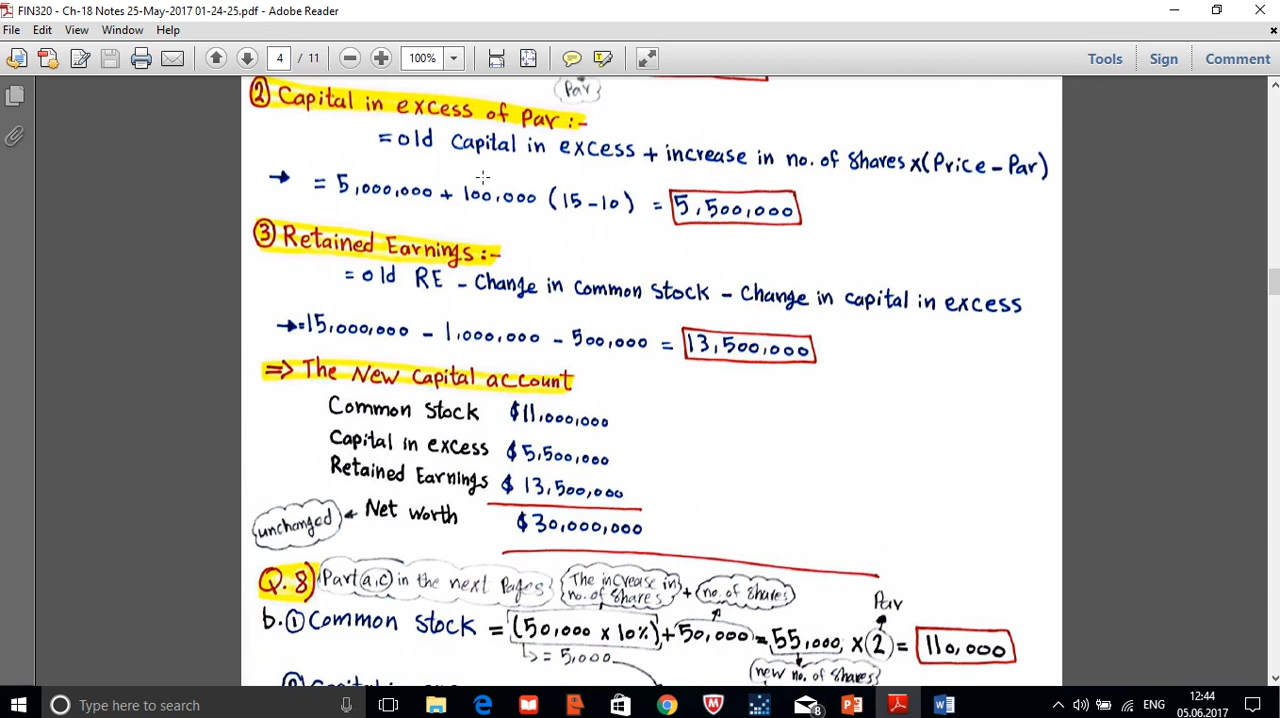 FIN320 - Ch-18 Notes 25-May-2017 01-24-25.pdf - Adobe Reader
File Edit View Window Help
4 / 11 100% Tools Sign Comment
Par
② Capital in excess of Par :-
= old Capital in excess + increase in no. of Shares x (Price - Par)
→ = 5,000,000 + 100,000 (15 - 10) = 5,500,000
③ Retained Earnings :-
= old RE - Change in Common Stock - Change in capital in excess
→ = 15,000,000 - 1,000,000 - 500,000 = 13,500,000
⇒ The New Capital account
Common Stock $11,000,000
Capital in excess $5,500,000
Retained Earnings $ 13,500,000
unchanged ← Net worth $30,000,000
Q.8) Part (a,c) in the next Pages The increase in no. of Shares + no. of Shares
Par
b. ① Common Stock = (50,000 x 10%) + 50,000 = 55,000 x 2 = 110,000
↳ = 5,000
new no. of Shares
Type here to search
8
ENG
12:44
05.06.2017